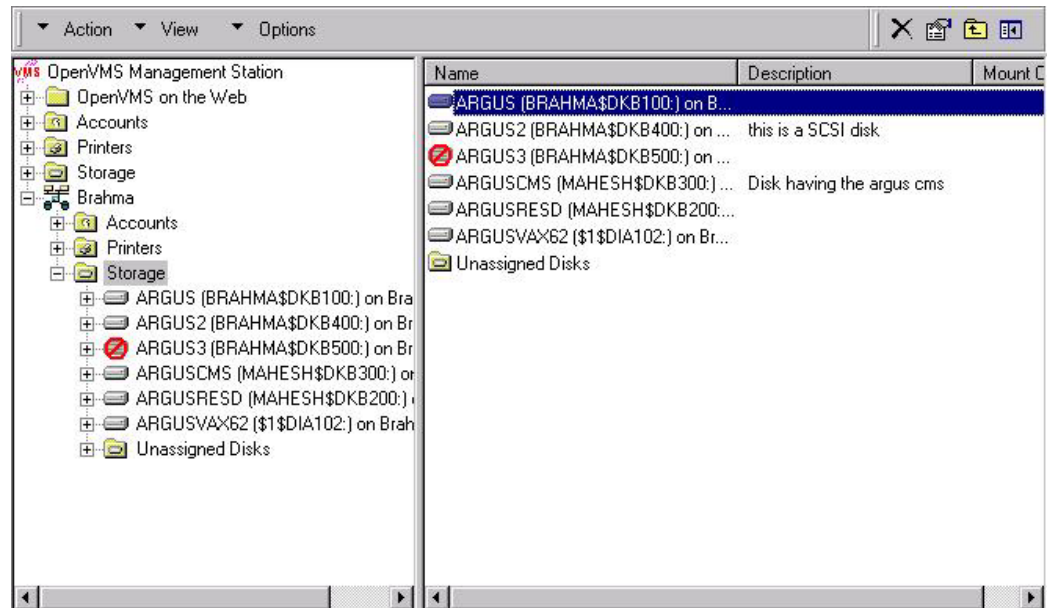 Action View Options
VMS OpenVMS Management Station
OpenVMS on the Web
Accounts
Printers
Storage
Brahma
Accounts
Printers
Storage
ARGUS (BRAHMA$DKB100:) on Bra
ARGUS2 (BRAHMA$DKB400:) on Br
ARGUS3 (BRAHMA$DKB500:) on Br
ARGUSCMS (MAHESH$DKB300:) or
ARGUSRESD (MAHESH$DKB200:)
ARGUSVAX62 ($1$DIA102:) on Brah
Unassigned Disks
Name Description Mount C
ARGUS (BRAHMA$DKB100:) on B...
ARGUS2 (BRAHMA$DKB400:) on ... this is a SCSI disk
ARGUS3 (BRAHMA$DKB500:) on ...
ARGUSCMS (MAHESH$DKB300:) ... Disk having the argus cms
ARGUSRESD (MAHESH$DKB200:...
ARGUSVAX62 ($1$DIA102:) on Br...
Unassigned Disks